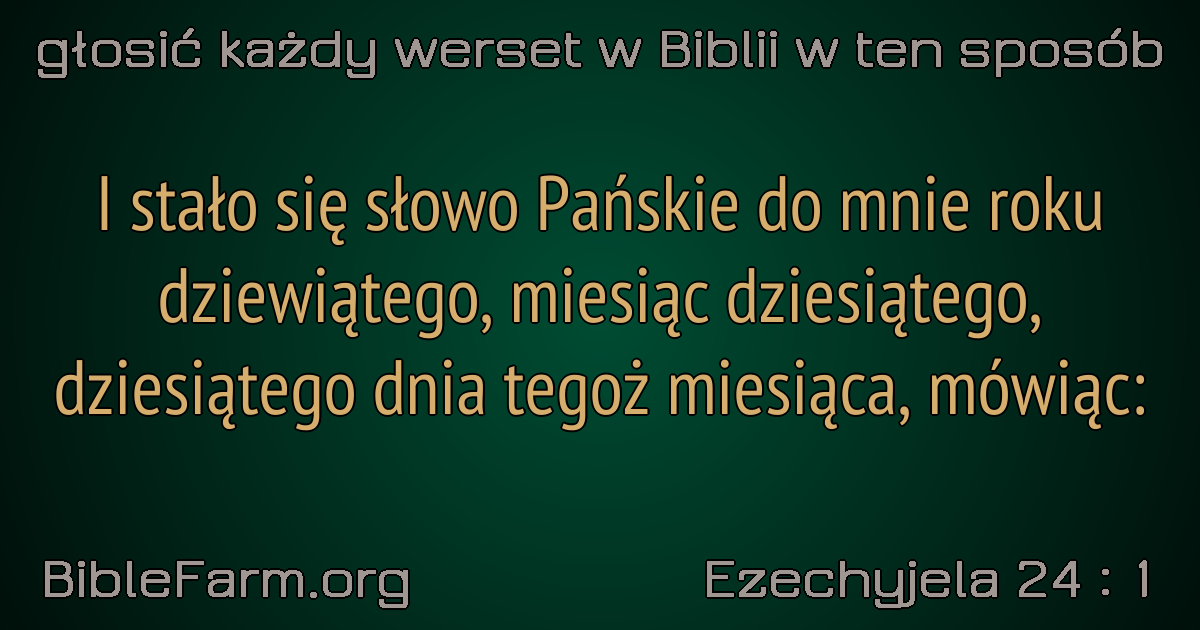 głosić każdy werset w Biblii w ten sposób
I stało się słowo Pańskie do mnie roku
dziewiątego, miesiąc dziesiątego,
dziesiątego dnia tegoż miesiąca, mówiąc:
BibleFarm.org
Ezechyjela 24 : 1